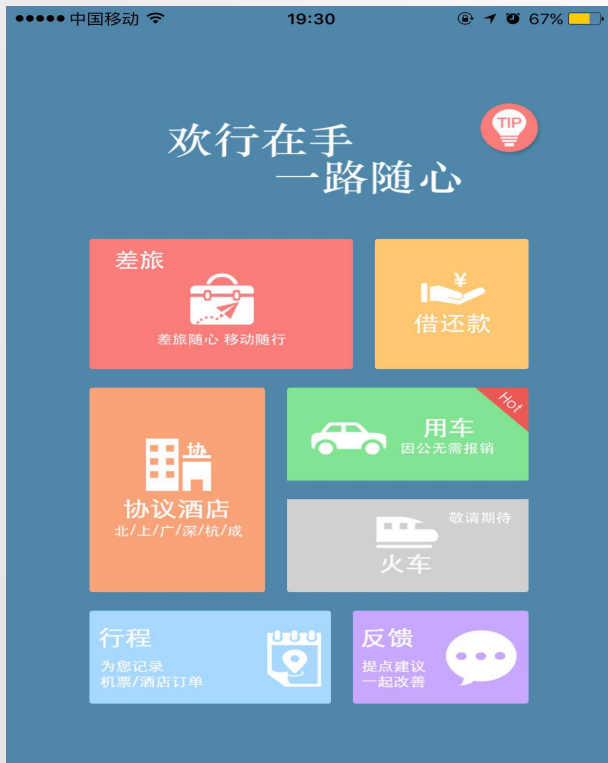 中国移动 19:30 67%
欢行在手
一路随心
TIP
差旅
差旅随心 移动随行
¥
借还款
协
协议酒店
北/上/广/深/杭/成
Hot
用车
因公无需报销
敬请期待
火车
行程
为您记录
机票/酒店订单
反馈
提点建议
一起改善